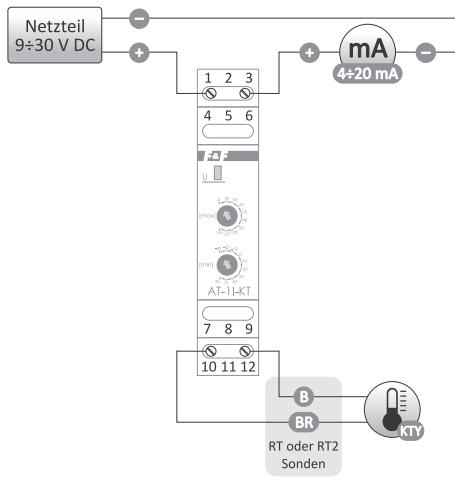 Netzteil
9÷30 V DC
−
+
+
mA
−
4÷20 mA
1 2 3
4 5 6
F&F
U
[max]
[min]
AT-1I-KT
7 8 9
10 11 12
B
BR
KTY
RT oder RT2
Sonden